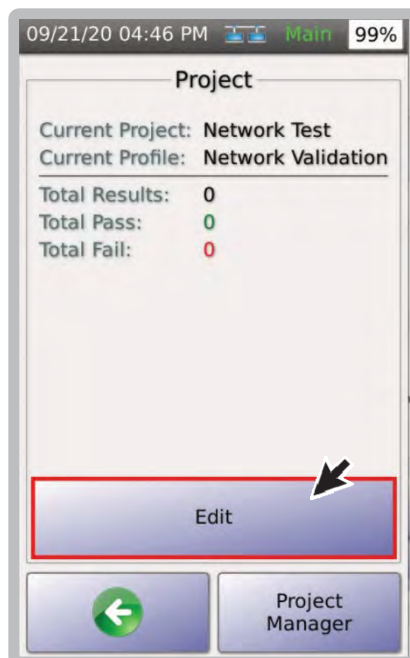 09/21/20 04:46 PM Main 99%
Project
Current Project: Network Test
Current Profile: Network Validation
Total Results: 0
Total Pass: 0
Total Fail: 0
Edit
Project
Manager